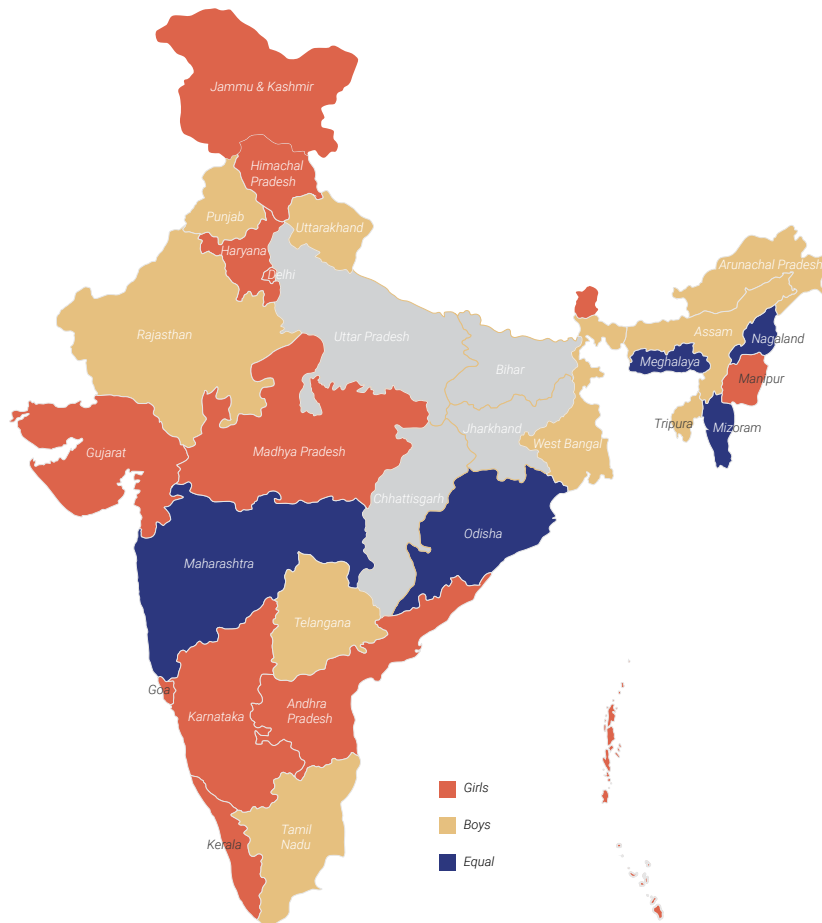 Jammu & Kashmir
Himachal
Pradesh
Punjab
Uttarakhand
Haryana
Delhi
Arunachal Pradesh
Rajasthan
Uttar Pradesh
Assam
Nagaland
Bihar
Meghalaya
Manipur
Jharkhand
Tripura
Mizoram
Gujarat
Madhya Pradesh
West Bangal
Chhattisgarh
Odisha
Maharashtra
Telangana
Goa
Karnataka
Andhra
Pradesh
Girls
Boys
Tamil
Nadu
Kerala
Equal